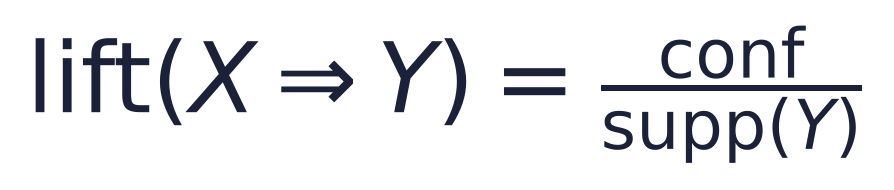 lift(X ⇒ Y) = conf / supp(Y)